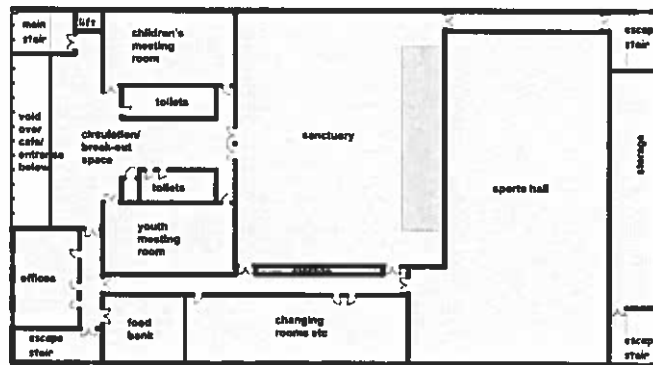 main
stair
lift
children's
meeting
room
escape
stair
toilets
void
over
cafe/
entrance
below
circulation/
break-out
space
sanctuary
storage
toilets
sports hall
youth
meeting
room
offices
food
bank
changing
rooms etc
escape
stair
escape
stair